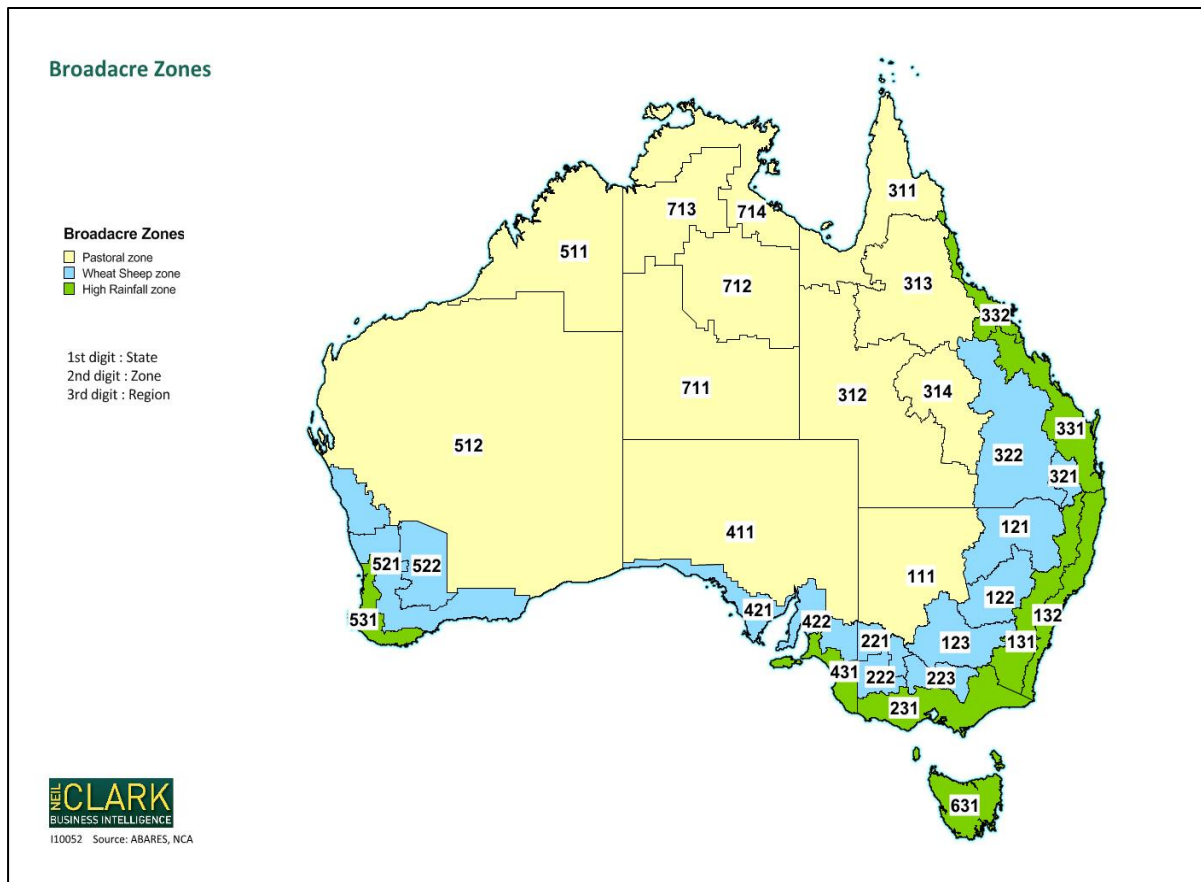 Broadacre Zones
Broadacre Zones
Pastoral zone
Wheat Sheep zone
High Rainfall zone
1st digit : State
2nd digit : Zone
3rd digit : Region
311
713
714
511
313
712
332
711
312
314
331
512
322
321
411
121
111
521
522
122
421
422
132
531
221
123
131
431
222
223
231
631
NEIL
CLARK
BUSINESS INTELLIGENCE
I10052 Source: ABARES, NCA